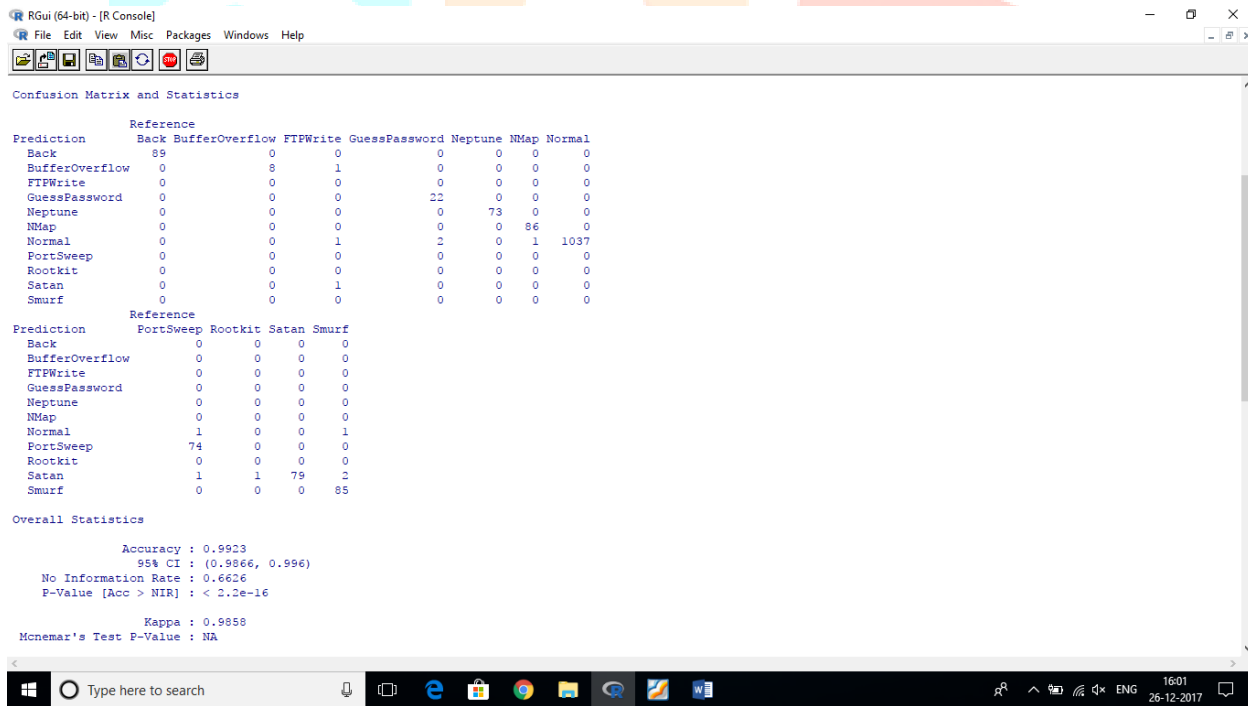 RGui (64-bit) - [R Console]
File Edit View Misc Packages Windows Help
STOP
Confusion Matrix and Statistics
Reference
Prediction Back BufferOverflow FTPWrite GuessPassword Neptune NMap Normal
Back 89 0 0 0 0 0 0
BufferOverflow 0 8 1 0 0 0 0
FTPWrite 0 0 0 0 0 0 0
GuessPassword 0 0 0 22 0 0 0
Neptune 0 0 0 0 73 0 0
NMap 0 0 0 0 0 86 0
Normal 0 0 1 2 0 1 1037
PortSweep 0 0 0 0 0 0 0
Rootkit 0 0 0 0 0 0 0
Satan 0 0 1 0 0 0 0
Smurf 0 0 0 0 0 0 0
Reference
Prediction PortSweep Rootkit Satan Smurf
Back 0 0 0 0
BufferOverflow 0 0 0 0
FTPWrite 0 0 0 0
GuessPassword 0 0 0 0
Neptune 0 0 0 0
NMap 0 0 0 0
Normal 1 0 0 1
PortSweep 74 0 0 0
Rootkit 0 0 0 0
Satan 1 1 79 2
Smurf 0 0 0 85
Overall Statistics
Accuracy : 0.9923
95% CI : (0.9866, 0.996)
No Information Rate : 0.6626
P-Value [Acc > NIR] : < 2.2e-16
Kappa : 0.9858
Mcnemar's Test P-Value : NA
Type here to search
ENG
16:01
26-12-2017